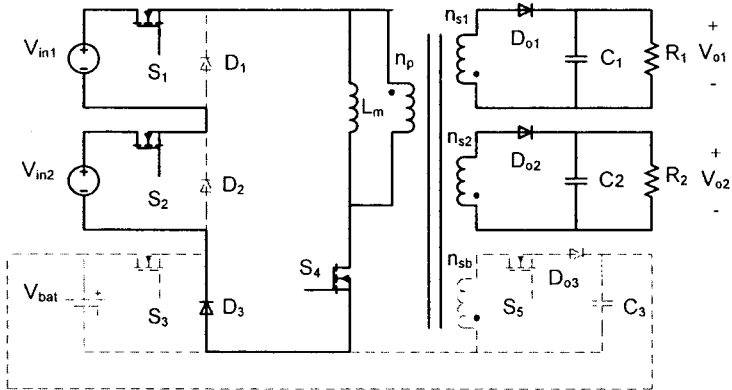 V_in1
S_1
D_1
n_p
L_m
n_s1
D_o1
C_1
R_1
+
V_o1
-
V_in2
S_2
D_2
n_s2
D_o2
C2
R_2
+
V_o2
-
V_bat
+
S_3
D_3
S_4
n_sb
S_5
D_o3
C_3